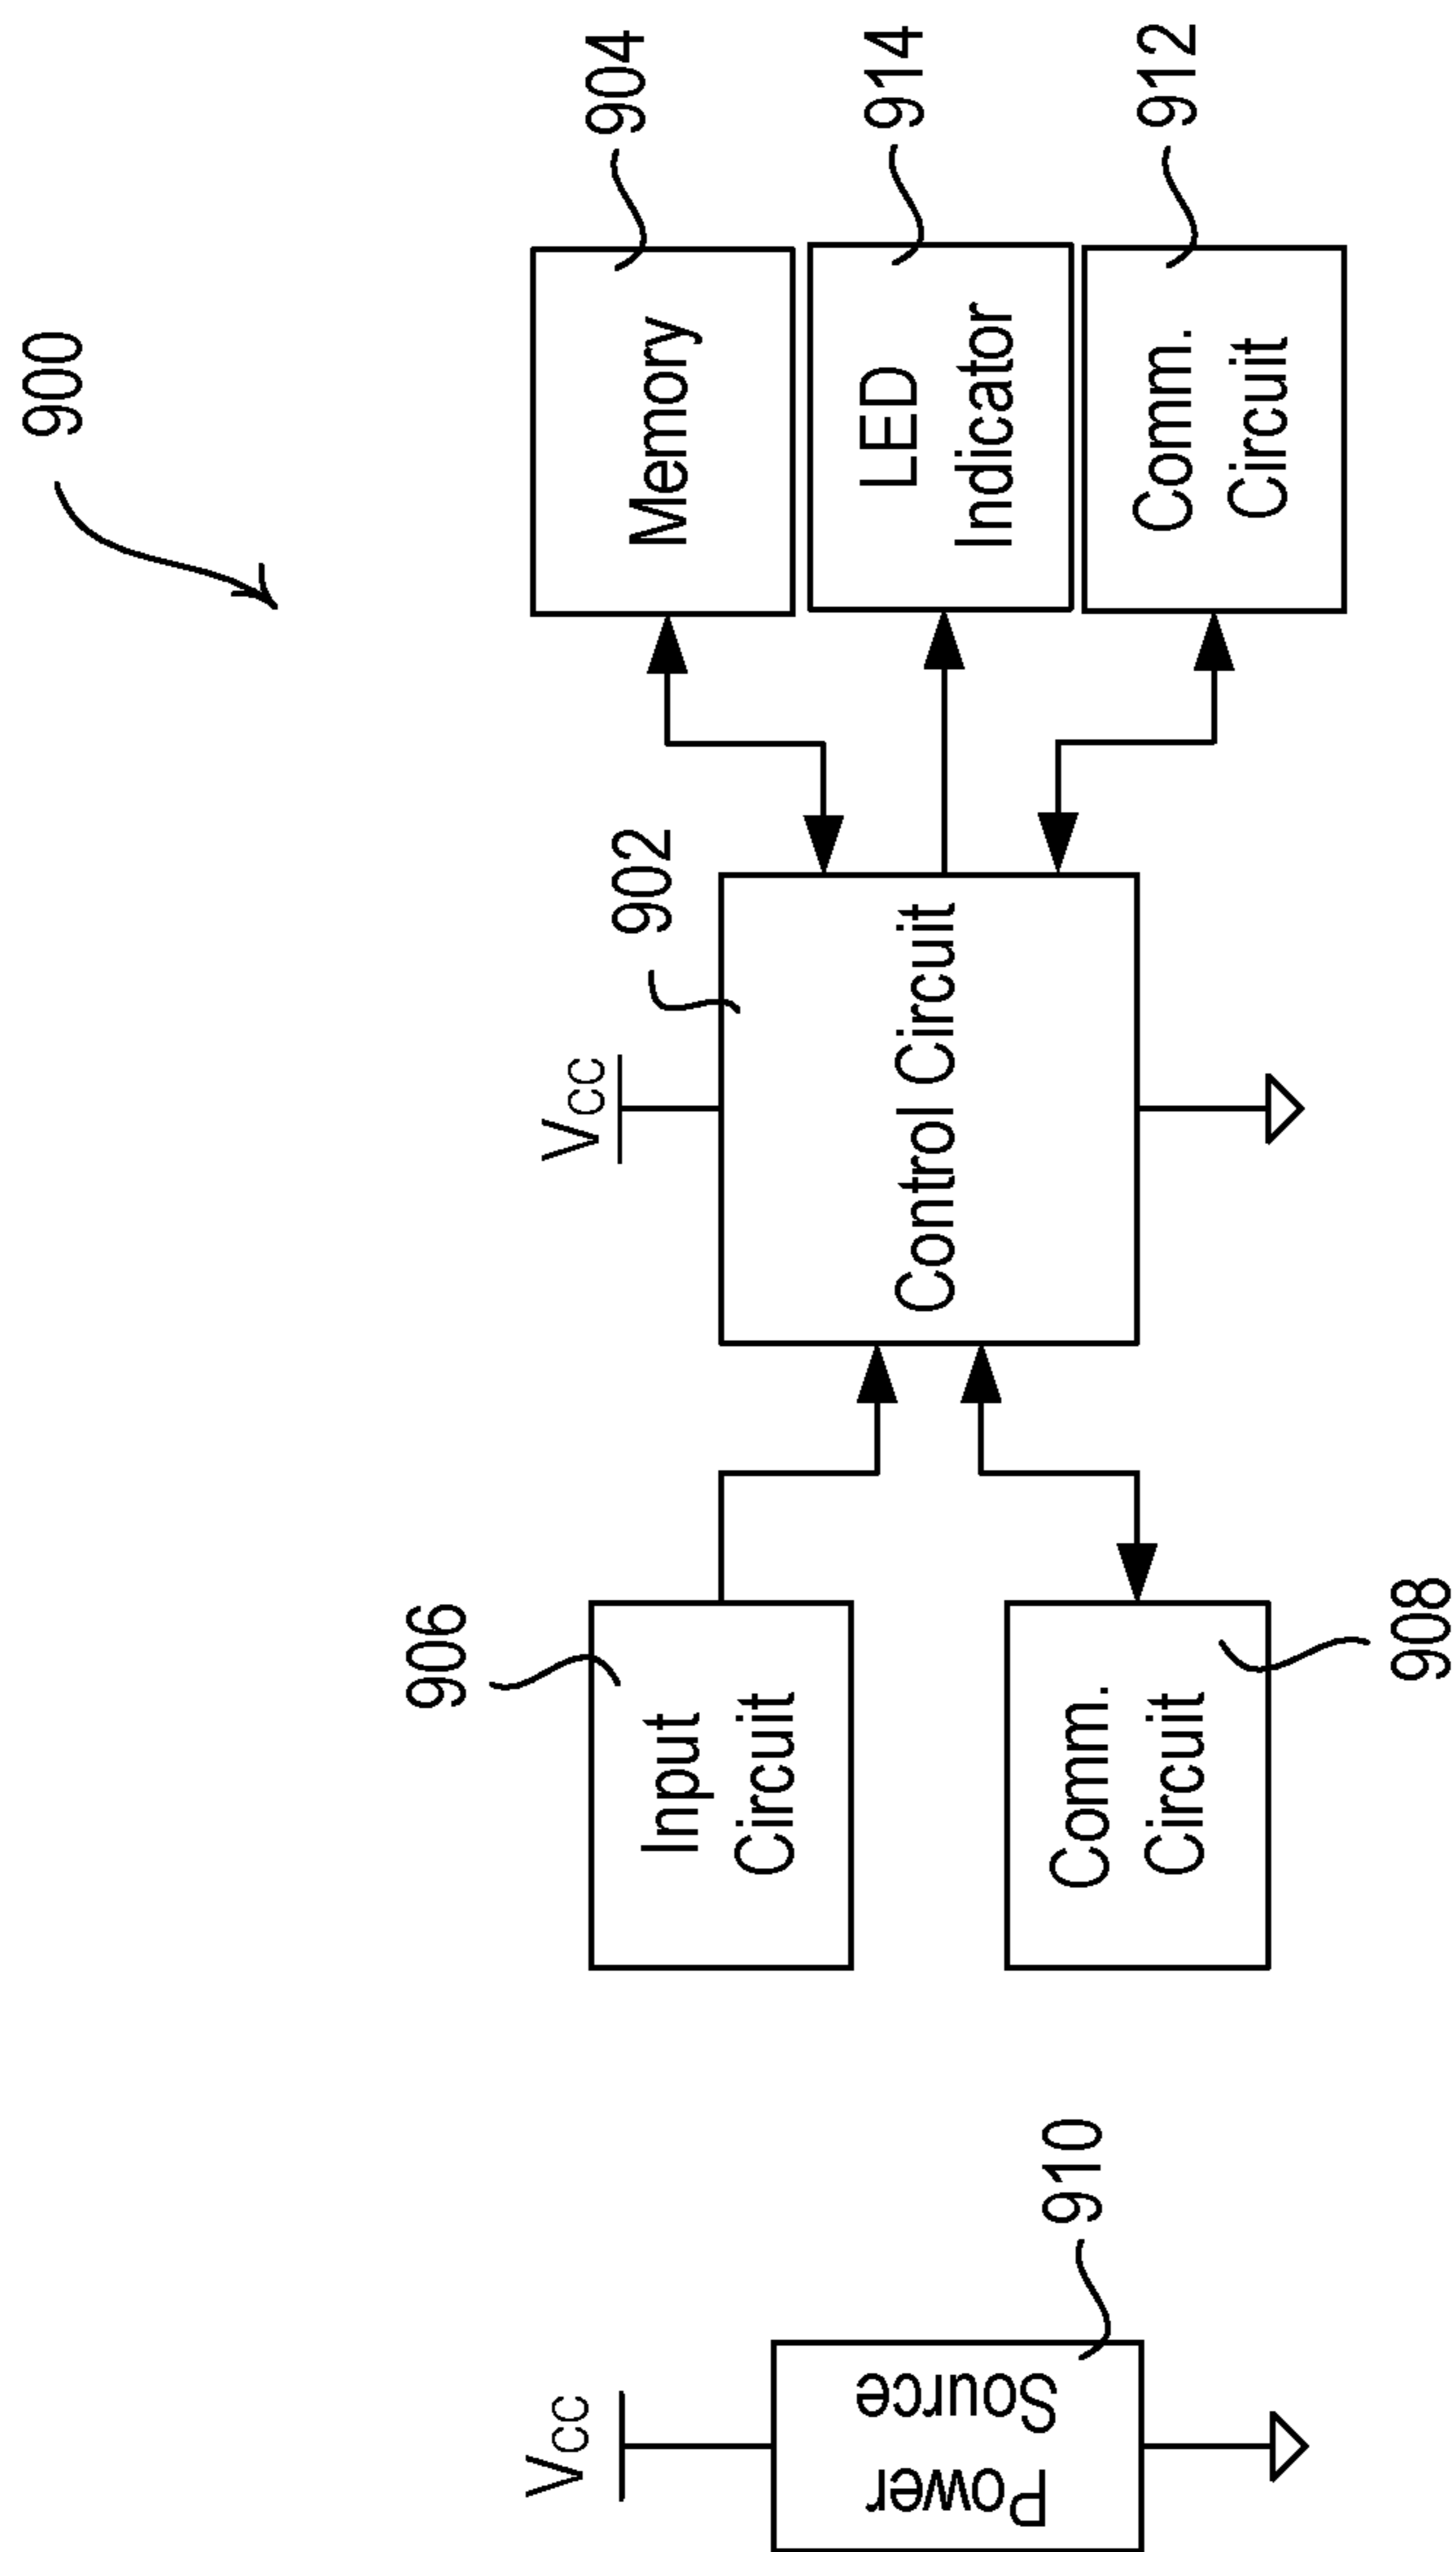 900
904
Memory
914
LED
Indicator
912
Comm.
Circuit
902
VCC
Control Circuit
906
Input
Circuit
908
Comm.
Circuit
910
VCC
Power
Source